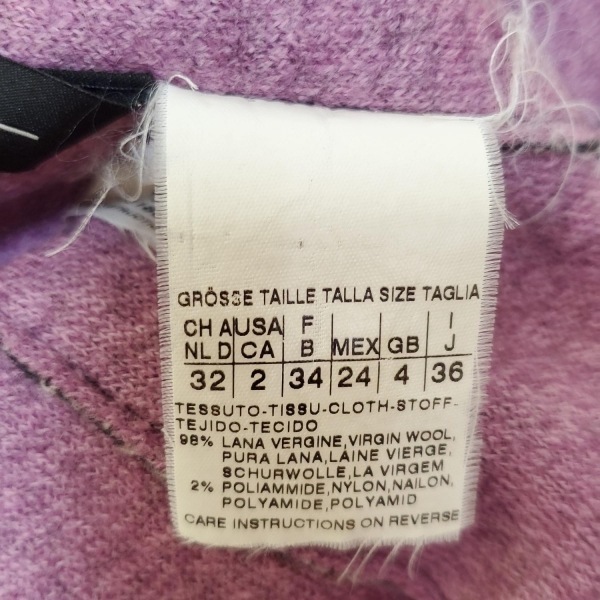 GRÖSSE TAILLE TALLA SIZE TAGLIA
CH A USA F I
NL D CA B MEX GB J
32 2 34 24 4 36
TESSUTO-TISSU-CLOTH-STOFF-
TEJIDO-TECIDO
98% LANA VERGINE,VIRGIN WOOL,
PURA LANA,LAINE VIERGE,
SCHURWOLLE,LA VIRGEM
2% POLIAMMIDE,NYLON,NAILON,
POLYAMIDE,POLYAMID
CARE INSTRUCTIONS ON REVERSE